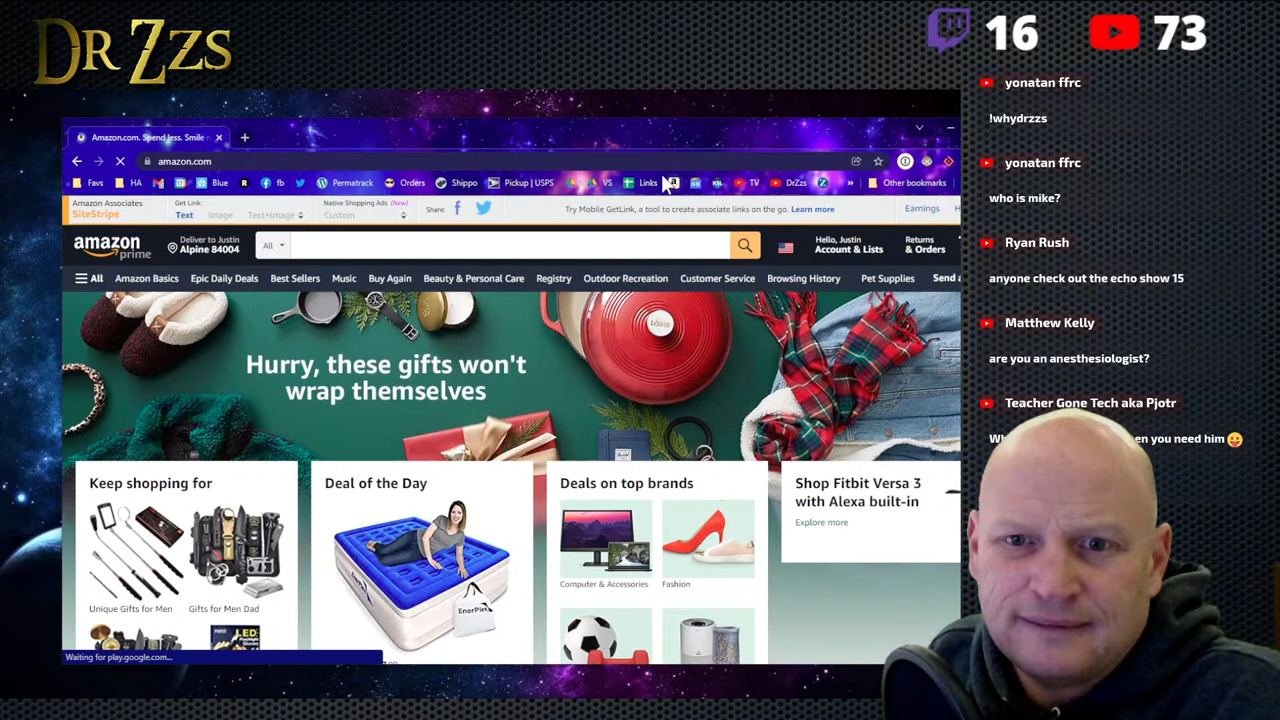 DR ZZS
16
73
yonatan ffrc
!whydrzzs
yonatan ffrc
who is mike?
Ryan Rush
anyone check out the echo show 15
Matthew Kelly
are you an anesthesiologist?
Teacher Gone Tech aka Pjotr
en you need him
Amazon.com. Spend less. Smile
amazon.com
Favs HA Blue fb Permatrack Orders Shippo Pickup | USPS VS Links TV DrZzs Other bookmarks
Amazon Associates
SiteStripe
Get Link:
Text Image Text+Image
Native Shopping Ads (New)
Custom
Share:
Try Mobile GetLink, a tool to create associate links on the go. Learn more
Earnings
amazon prime
Deliver to Justin
Alpine 84004
All
Hello, Justin
Account & Lists
Returns
& Orders
All Amazon Basics Epic Daily Deals Best Sellers Music Buy Again Beauty & Personal Care Registry Outdoor Recreation Customer Service Browsing History Pet Supplies Send a
Hurry, these gifts won't
wrap themselves
LODGE
Keep shopping for
Unique Gifts for Men
Gifts for Men Dad
LED
Deal of the Day
EnerPlex
Deals on top brands
Computer & Accessories
Fashion
Shop Fitbit Versa 3
with Alexa built-in
Explore more
Waiting for play.google.com...